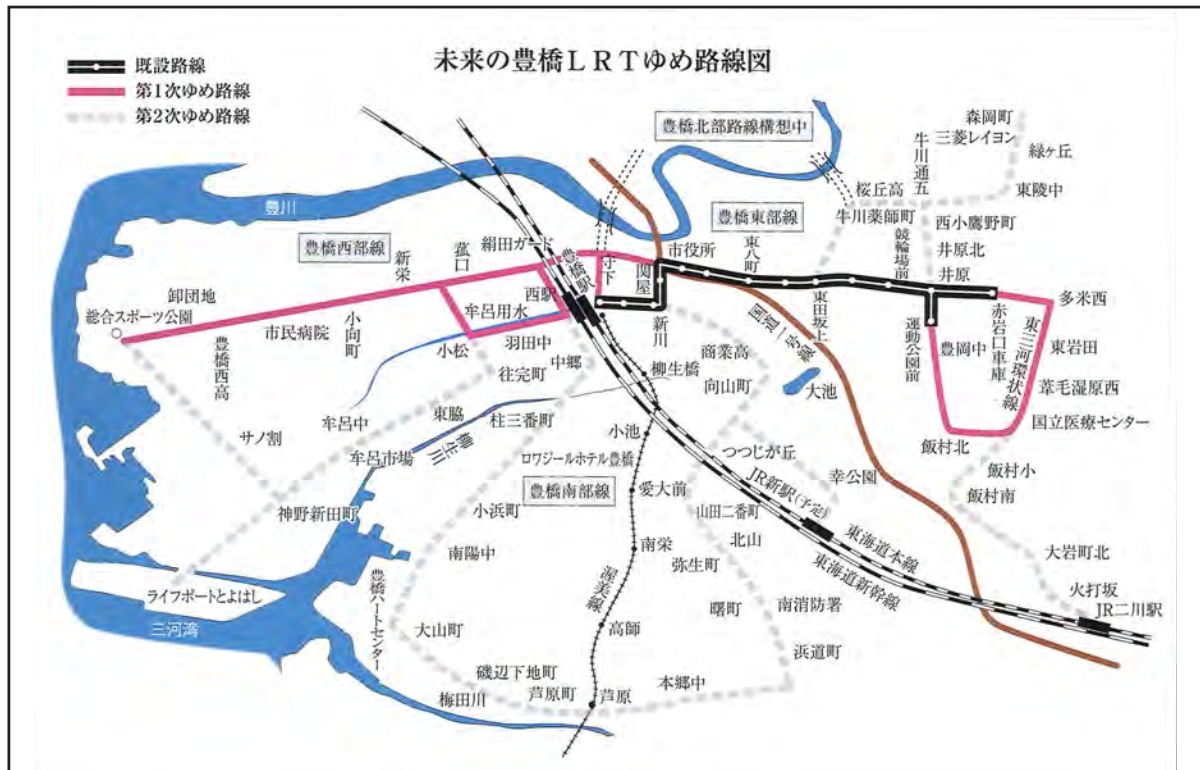 未来の豊橋LRTゆめ路線図
既設路線
第1次ゆめ路線
第2次ゆめ路線
豊橋北部路線構想中
森岡町
三菱レイヨン
牛川通五
緑ヶ丘
桜丘高
東陵中
牛川薬師町
西小鷹野町
豊川
豊橋西部線
新栄
菰口
絹田ガード
豊橋駅
守下
関屋
市役所
豊橋東部線
東八町
競輪場前
井原北
井原
多米西
卸団地
総合スポーツ公園
市民病院
小向町
西駅
牟呂用水
新川
国道一号線
東田坂上
運動公園前
赤岩口車庫
東三河環状線
東岩田
豊橋西高
小松
羽田中
中郷
往完町
柳生橋
商業高
向山町
大池
豊岡中
葦毛湿原西
国立医療センター
牟呂中
東脇
柱三番町
小池
サノ割
牟呂市場
柳生川
ロワジールホテル豊橋
つつじが丘
飯村北
飯村小
飯村南
豊橋南部線
愛大前
JR新駅(予定)
幸公園
神野新田町
小浜町
山田二番町
東海道本線
南栄
北山
大岩町北
南陽中
弥生町
東海道新幹線
火打坂
JR二川駅
ライフポートとよはし
豊橋ハートセンター
渥美線
曙町
南消防署
三河湾
大山町
高師
浜道町
磯辺下地町
本郷中
梅田川
芦原町
芦原